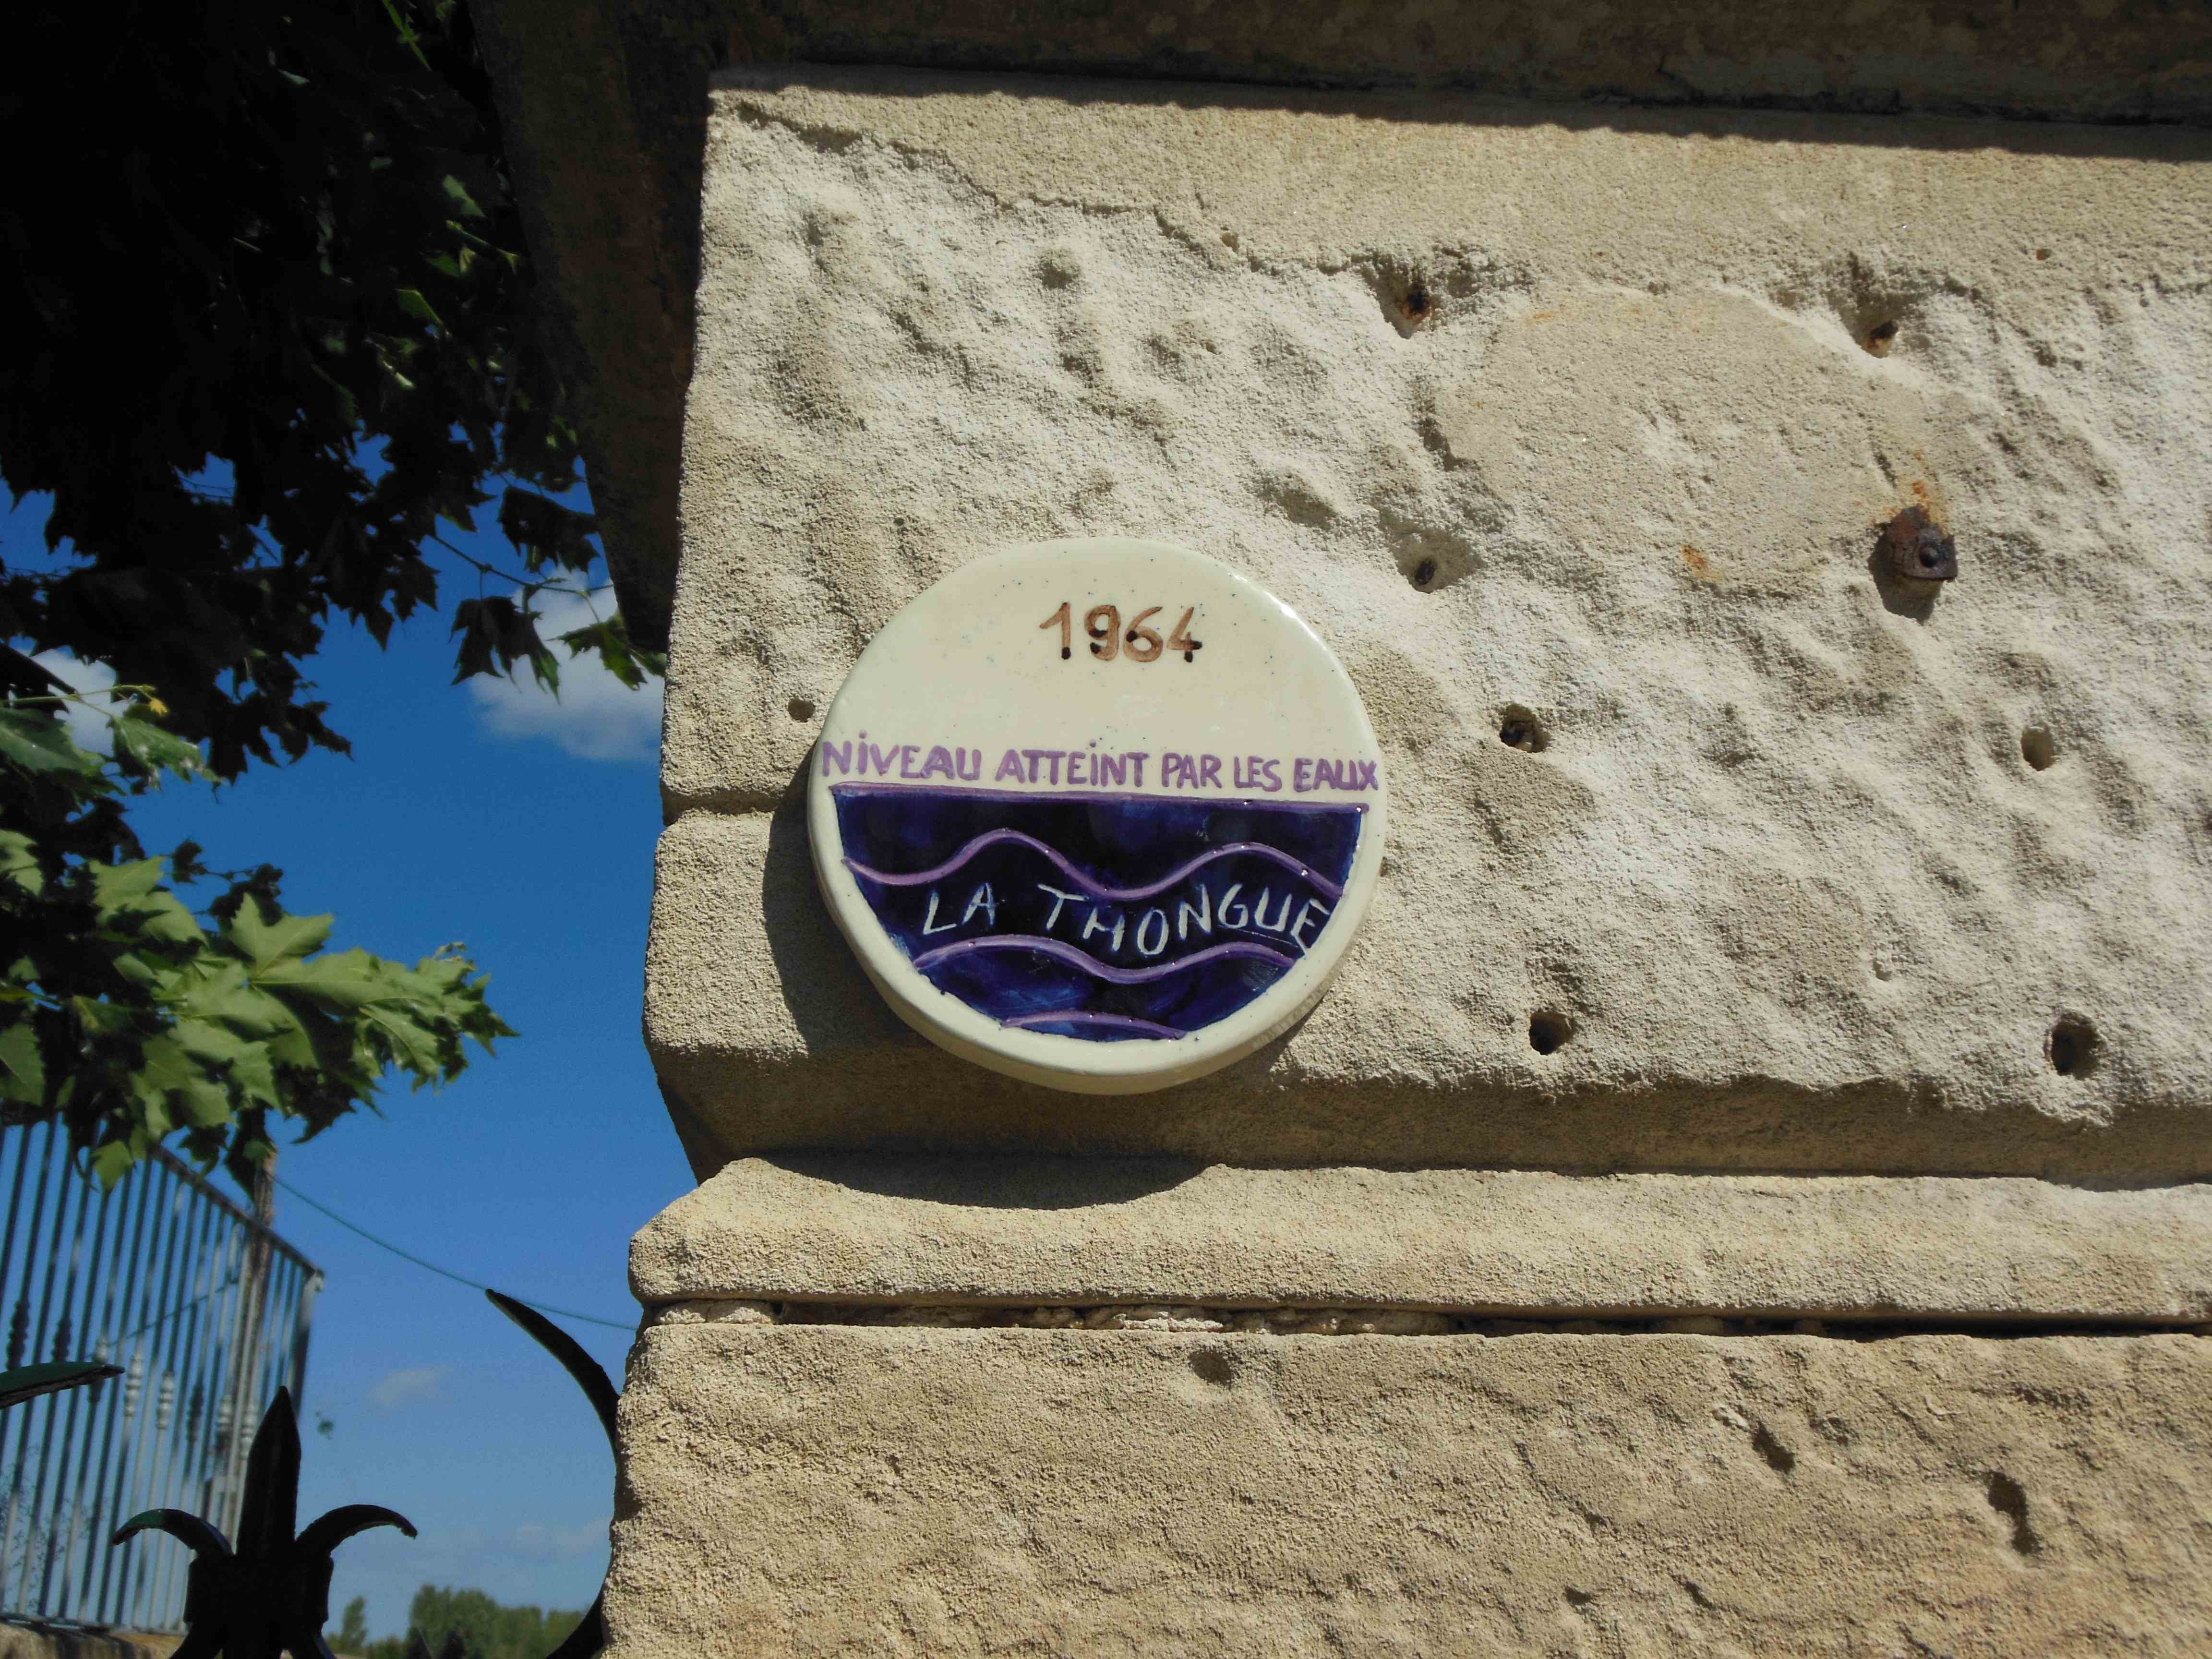 1964
NIVEAU ATTEINT PAR LES EAUX
LA THONGUE